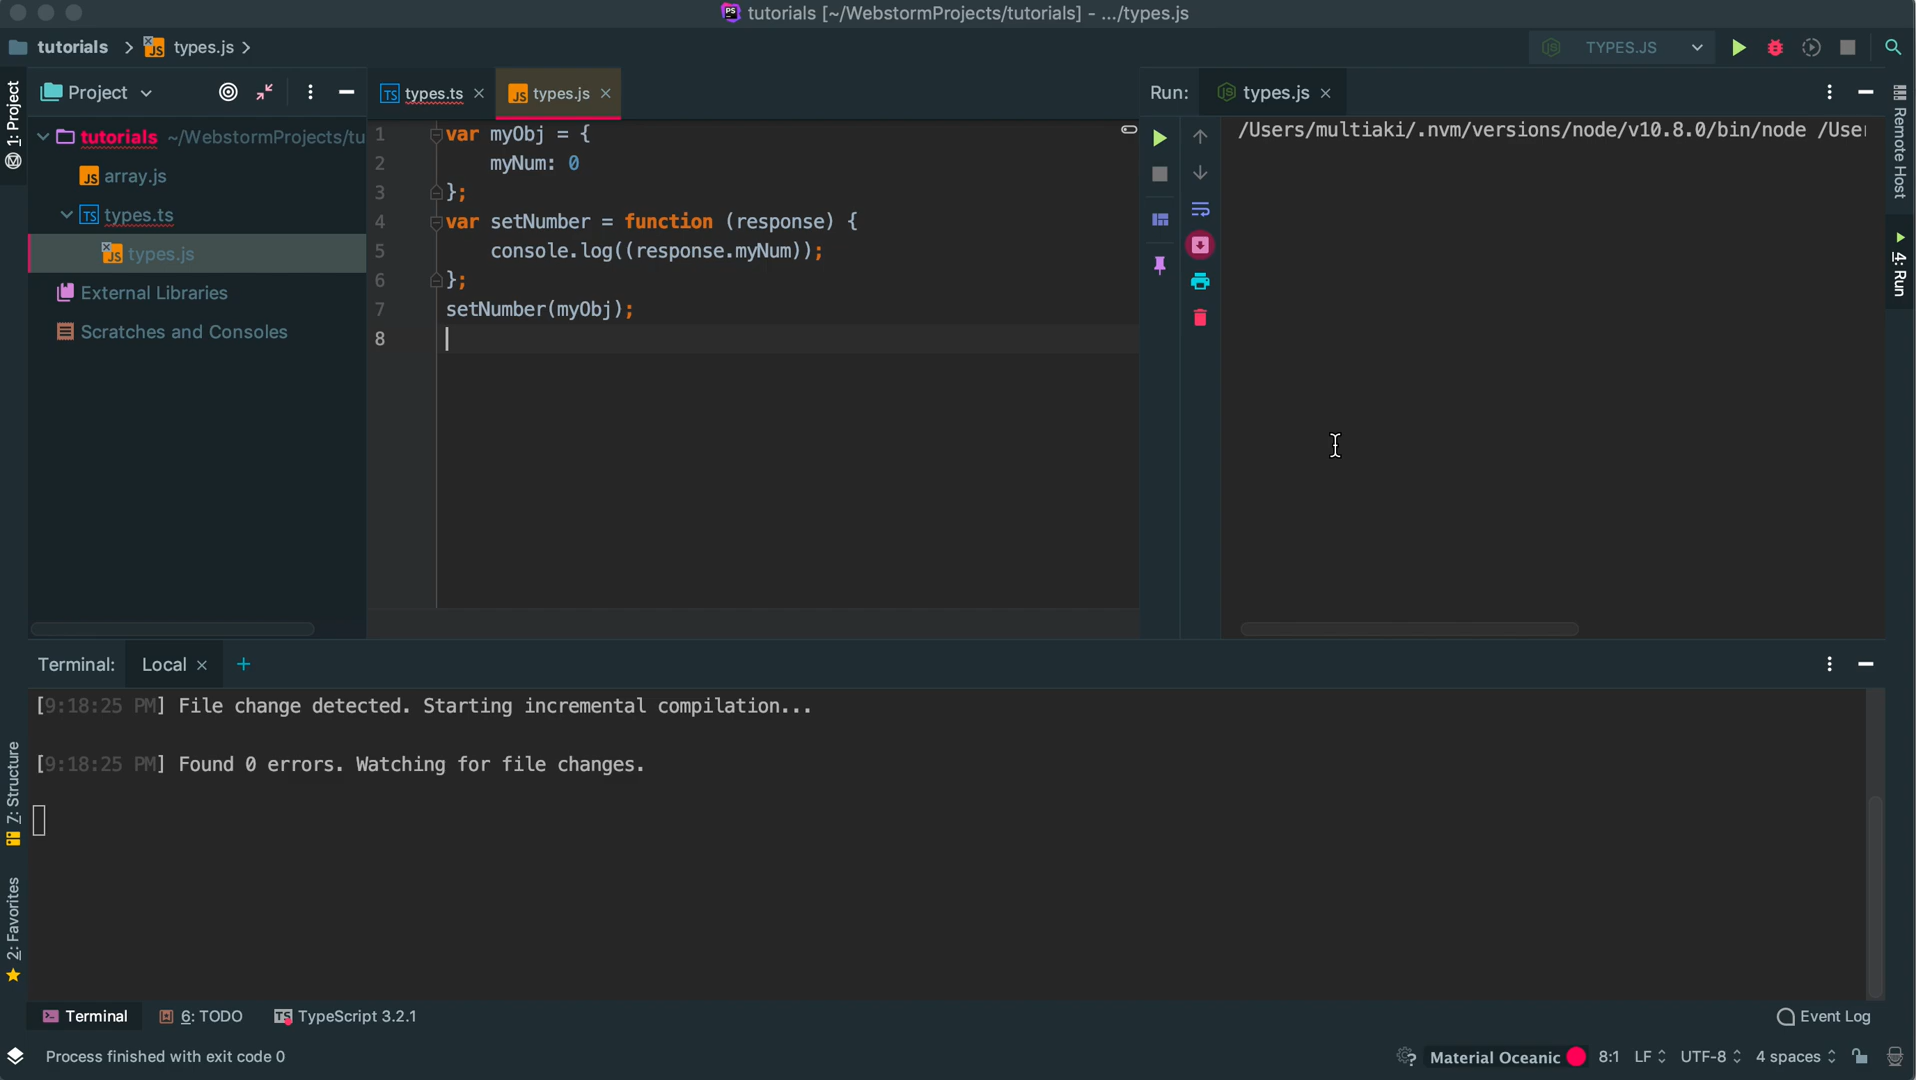 tutorials [~/WebstormProjects/tutorials] - .../types.js
tutorials
types.js
TYPES.JS
1: Project
Project
types.ts
types.js
Run:
types.js
Remote Host
4: Run
tutorials ~/WebstormProjects/tu
array.js
types.ts
types.js
External Libraries
Scratches and Consoles
1 var myObj = {
2 myNum: 0
3 };
4 var setNumber = function (response) {
5 console.log((response.myNum));
6 };
7 setNumber(myObj);
8
/Users/multiaki/.nvm/versions/node/v10.8.0/bin/node /User
Terminal:
Local
[9:18:25 PM] File change detected. Starting incremental compilation...
[9:18:25 PM] Found 0 errors. Watching for file changes.
7: Structure
2: Favorites
Terminal
6: TODO
TypeScript 3.2.1
Event Log
Process finished with exit code 0
Material Oceanic
8:1
LF
UTF-8
4 spaces